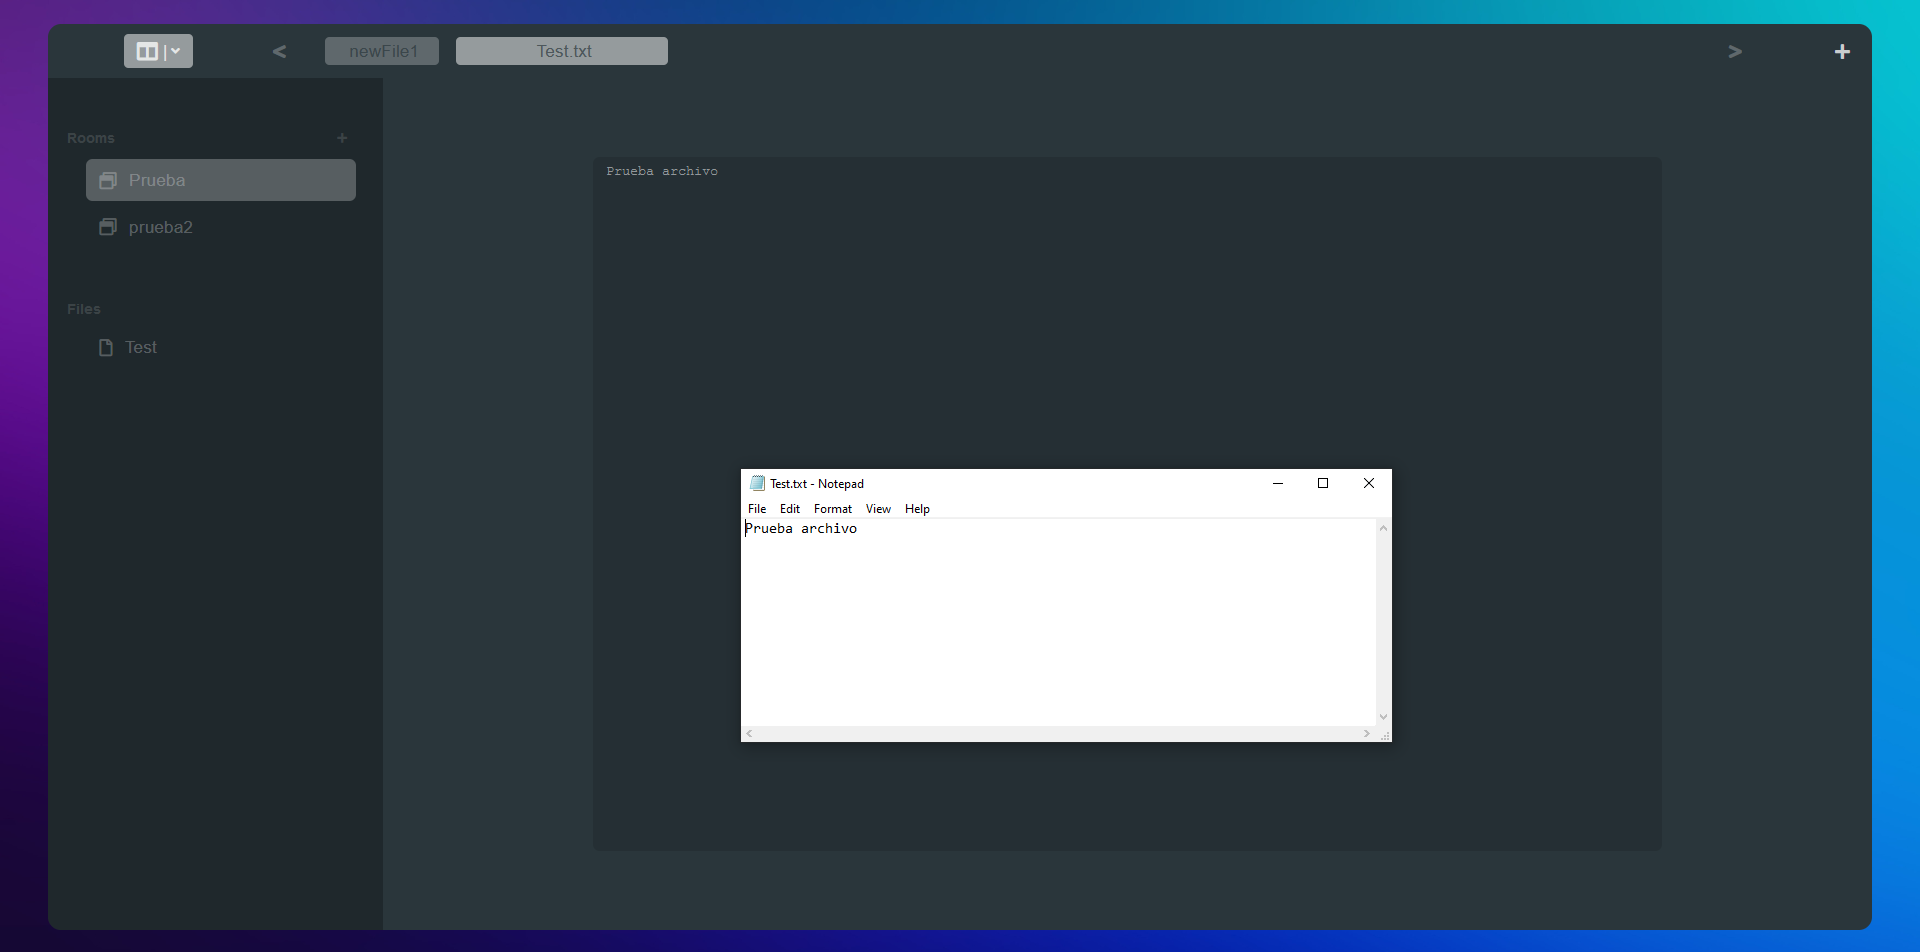 newFile1
Test.txt
Rooms
Prueba
prueba2
Files
Test
Prueba archivo
Test.txt - Notepad
File Edit Format View Help
Prueba archivo